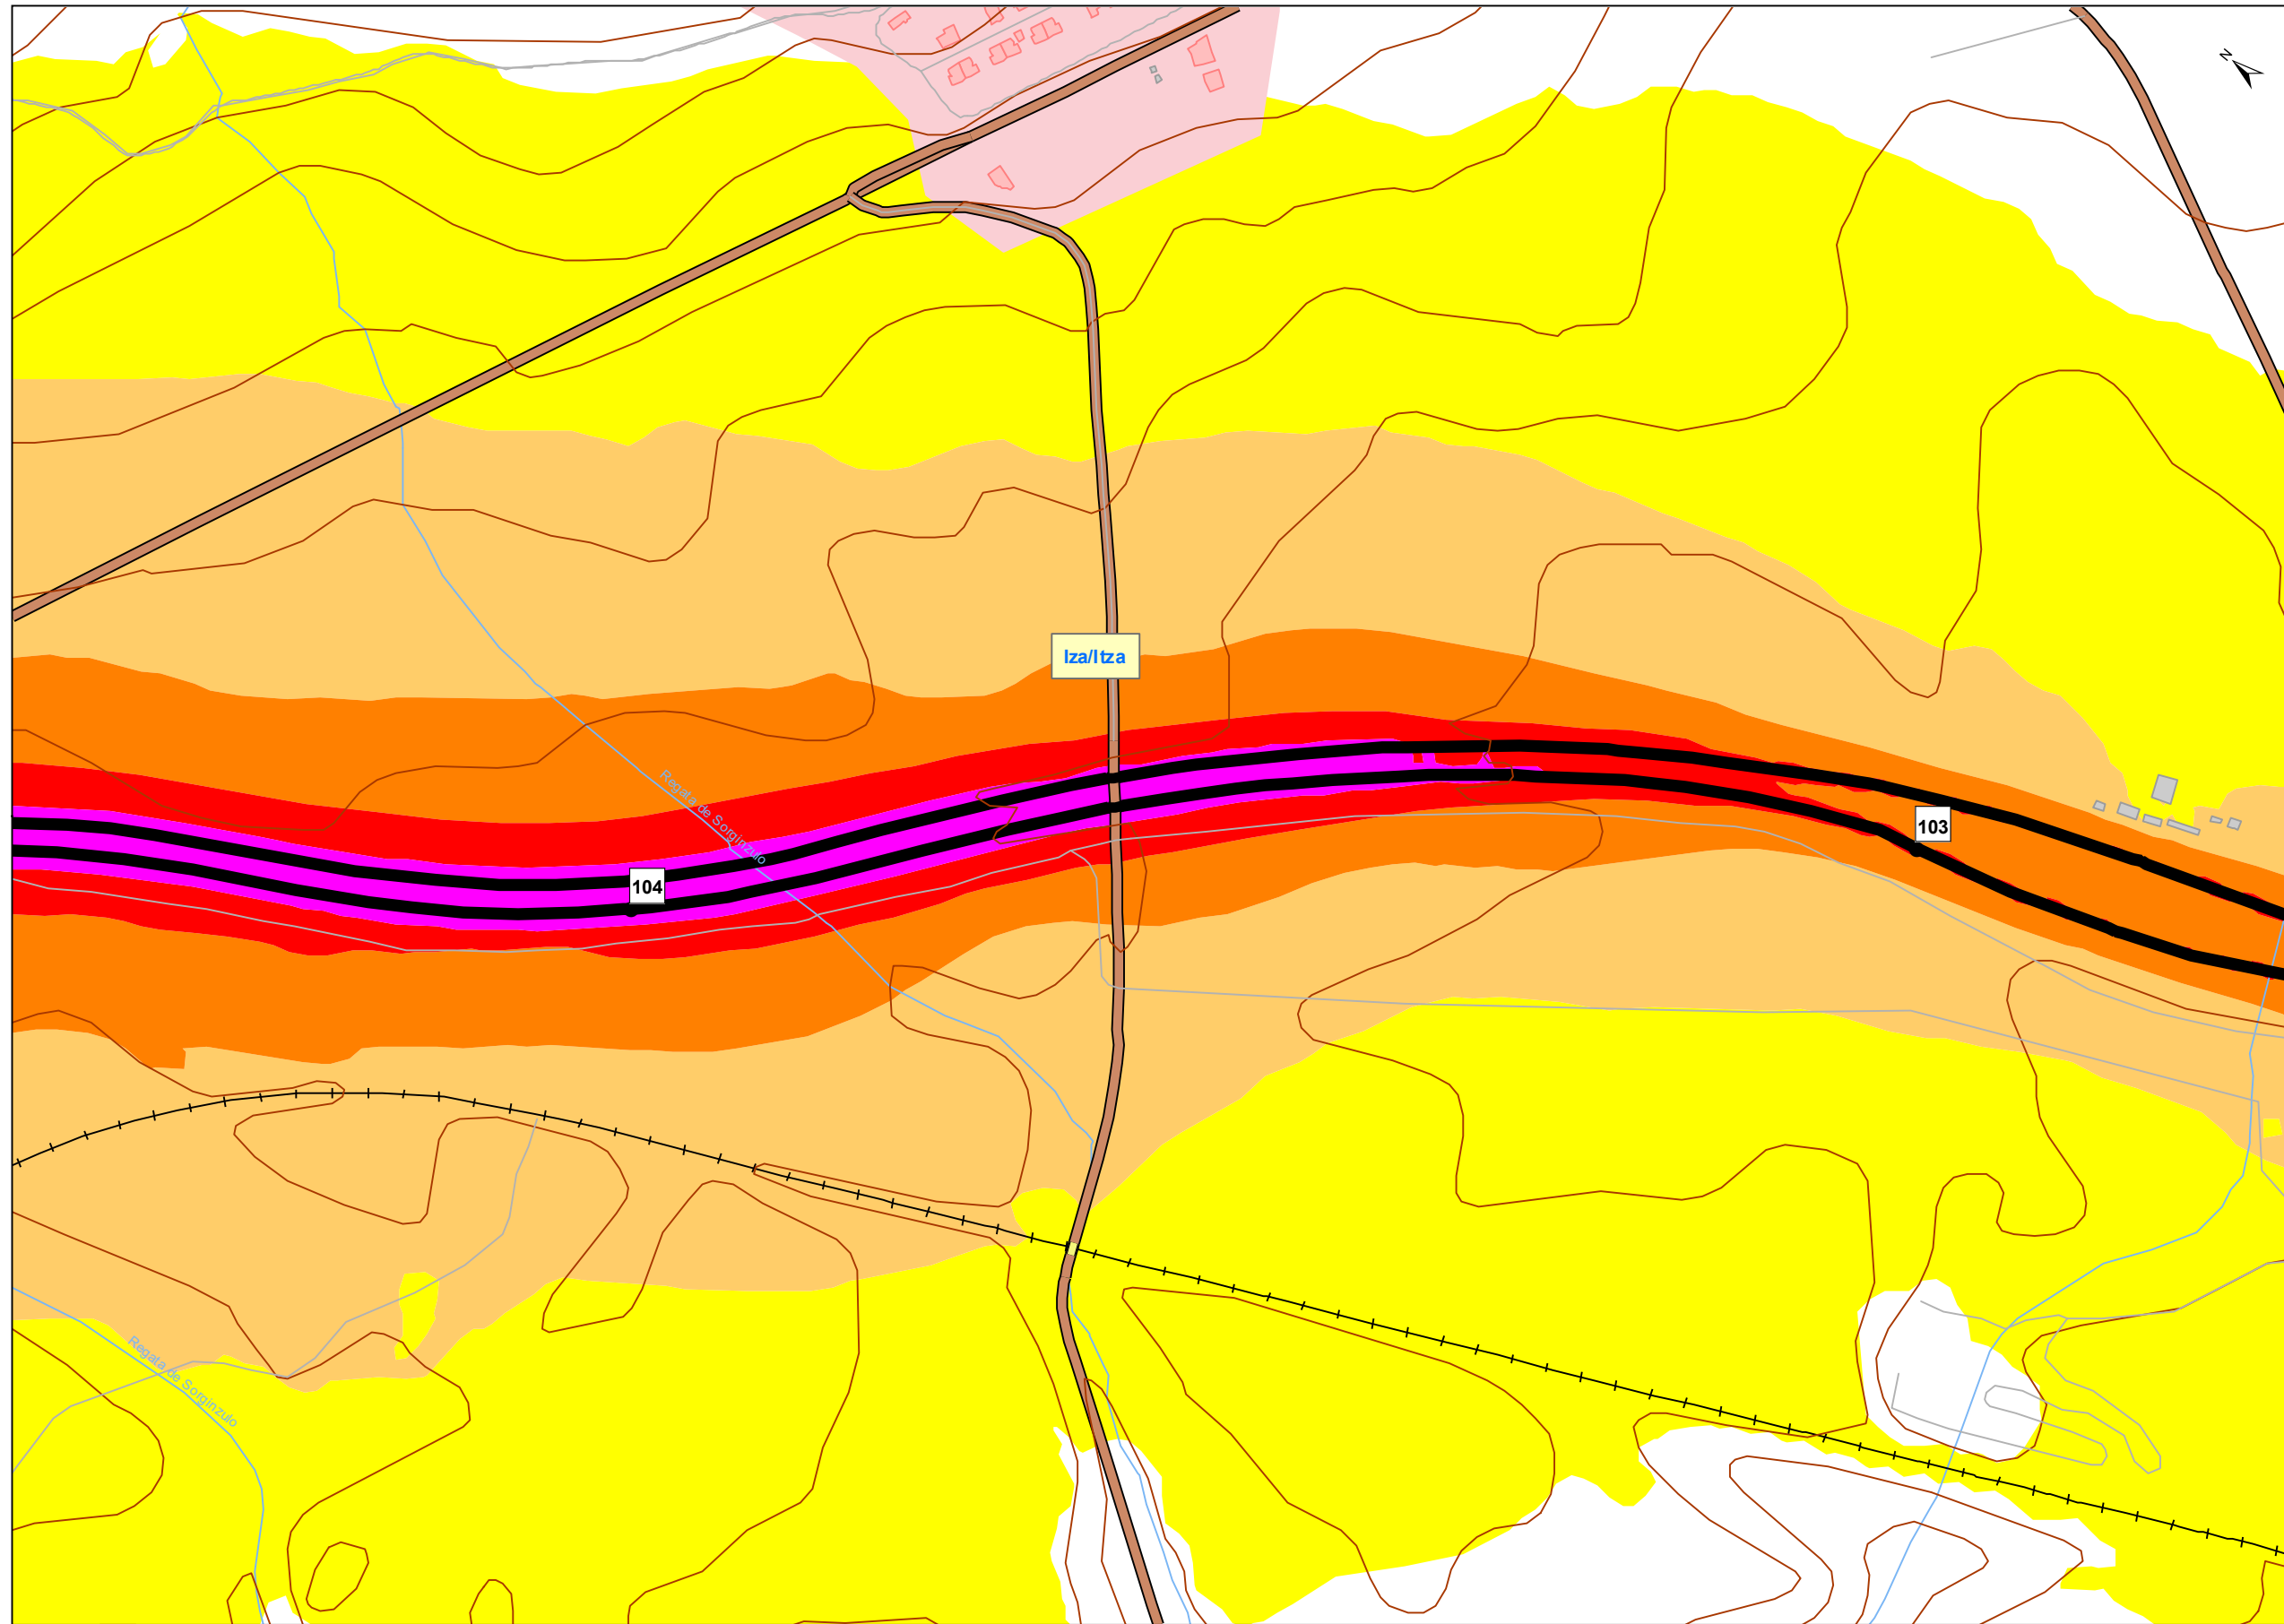 N
Iza/Itza
Regata de Sorginzulo
103
104
Regata de Sorginzulo